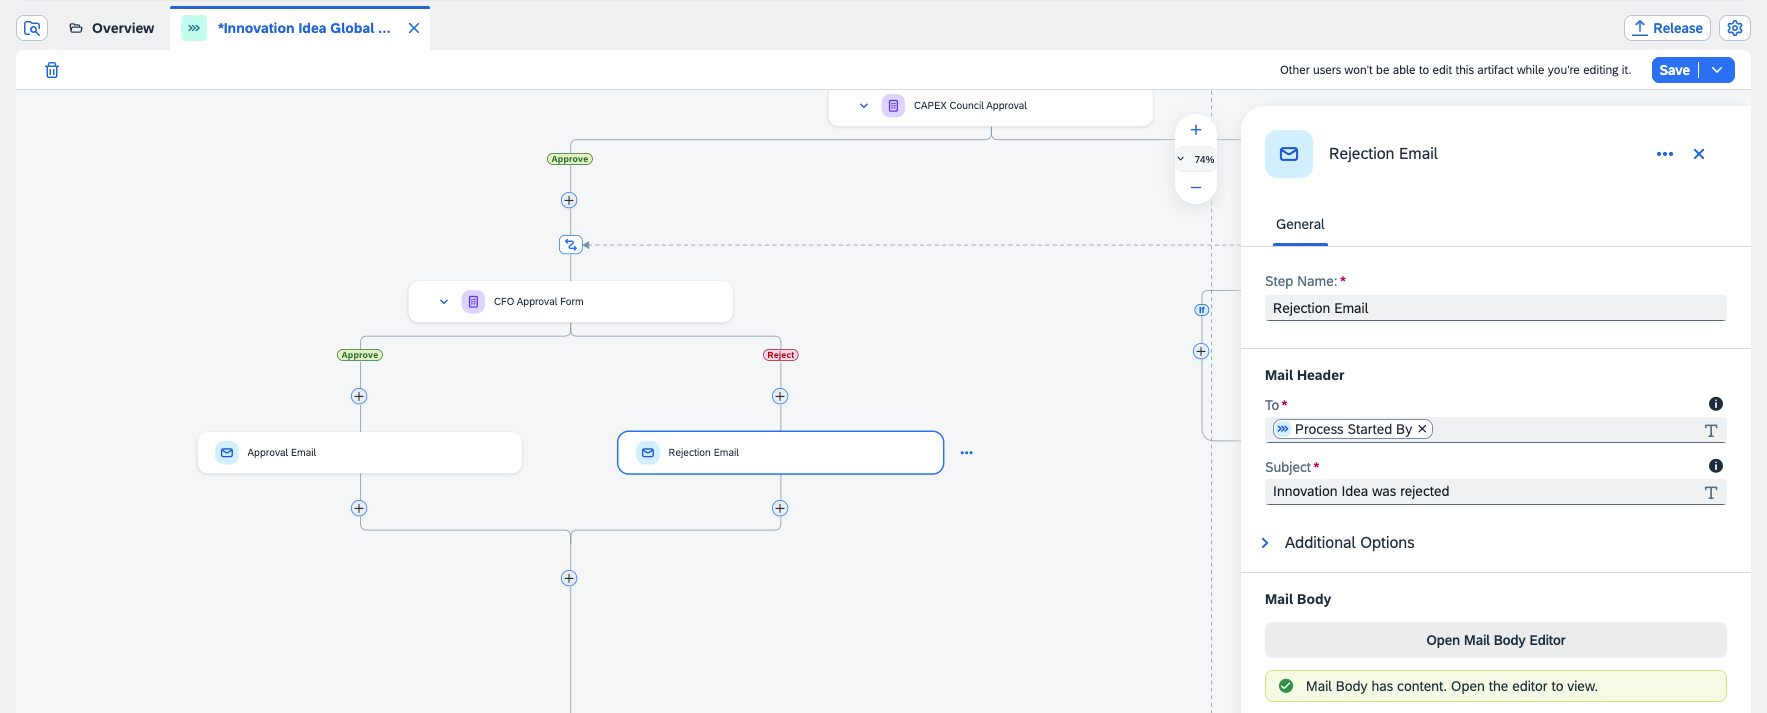 Overview
*Innovation Idea Global ...
Release
Other users won't be able to edit this artifact while you're editing it.
Save
CAPEX Council Approval
Approve
74%
CFO Approval Form
If
Approve
Reject
Approval Email
Rejection Email
Rejection Email
General
Step Name:*
Rejection Email
Mail Header
To*
Process Started By
Subject*
Innovation Idea was rejected
Additional Options
Mail Body
Open Mail Body Editor
Mail Body has content. Open the editor to view.